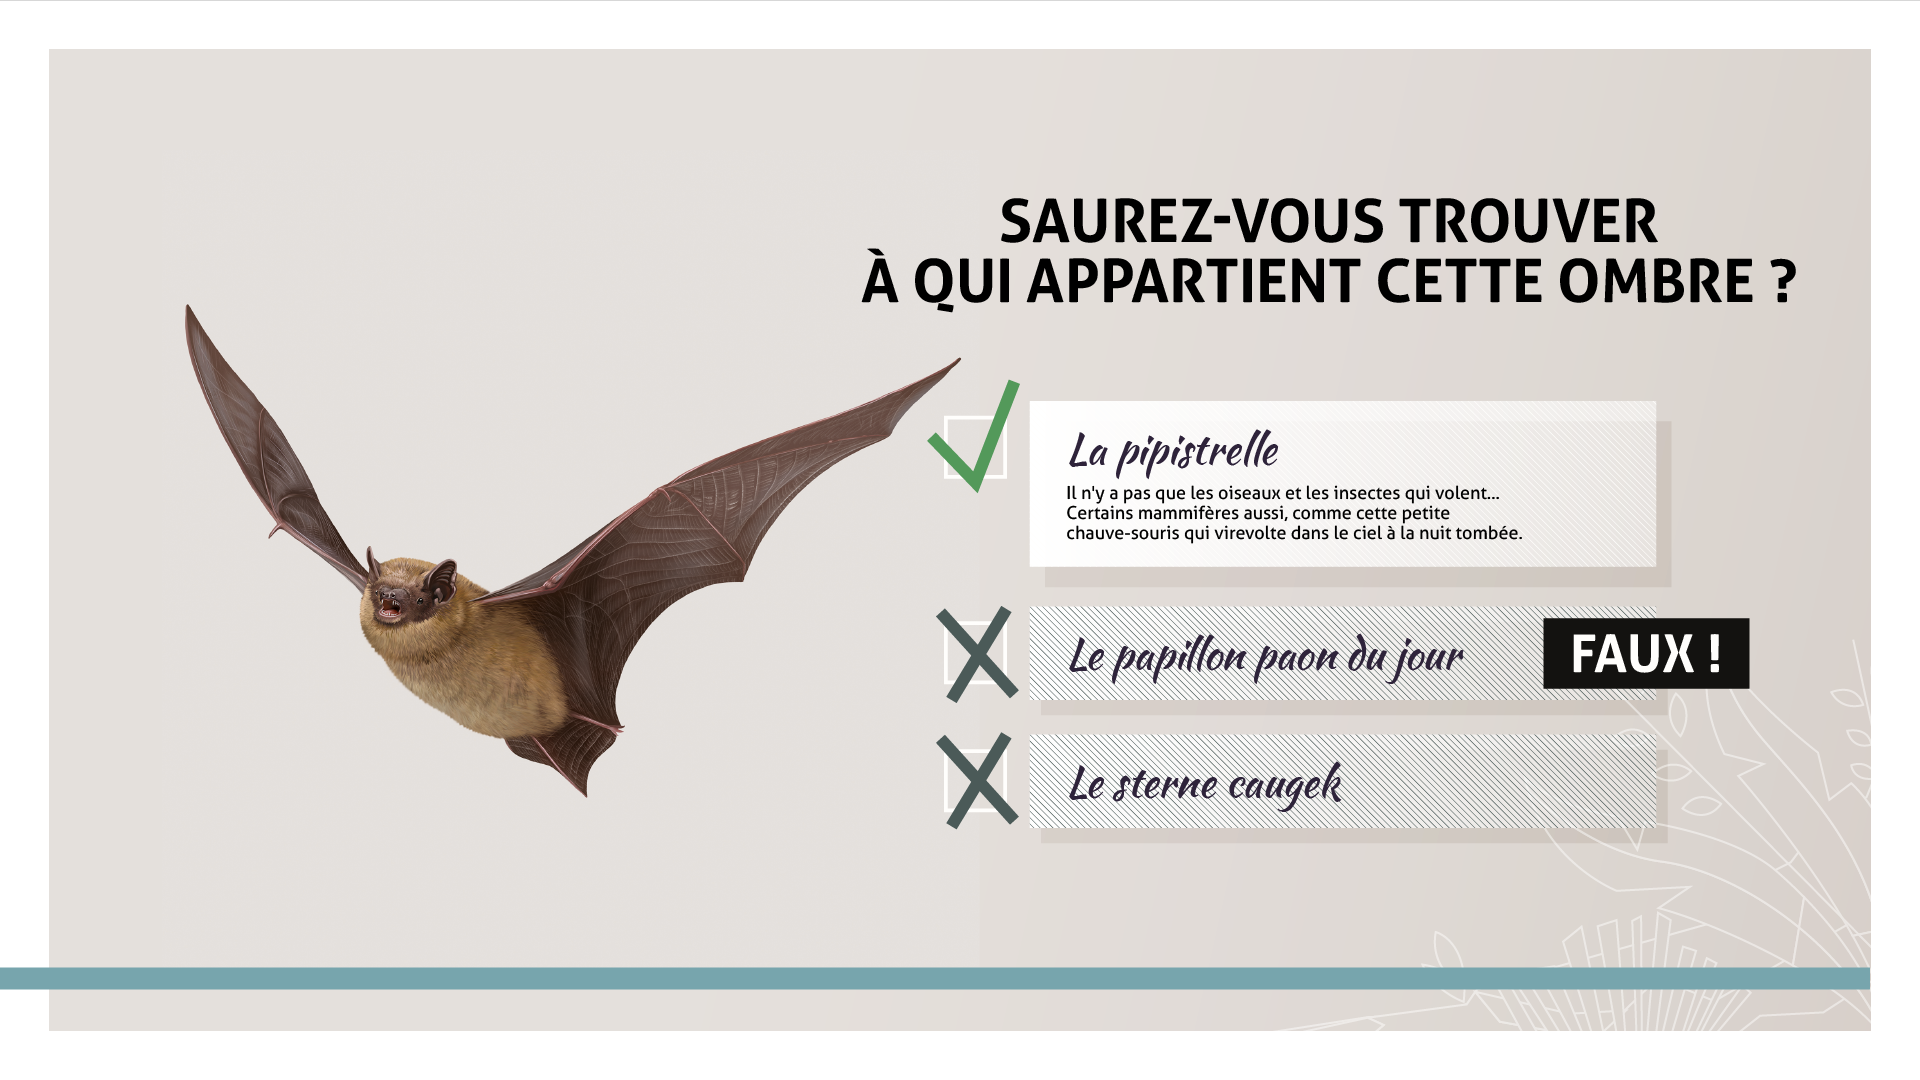 SAUREZ-VOUS TROUVER
À QUI APPARTIENT CETTE OMBRE ?
La pipistrelle
Il n'y a pas que les oiseaux et les insectes qui volent...
Certains mammifères aussi, comme cette petite
chauve-souris qui virevolte dans le ciel à la nuit tombée.
Le papillon paon du jour
FAUX !
Le sterne caugek